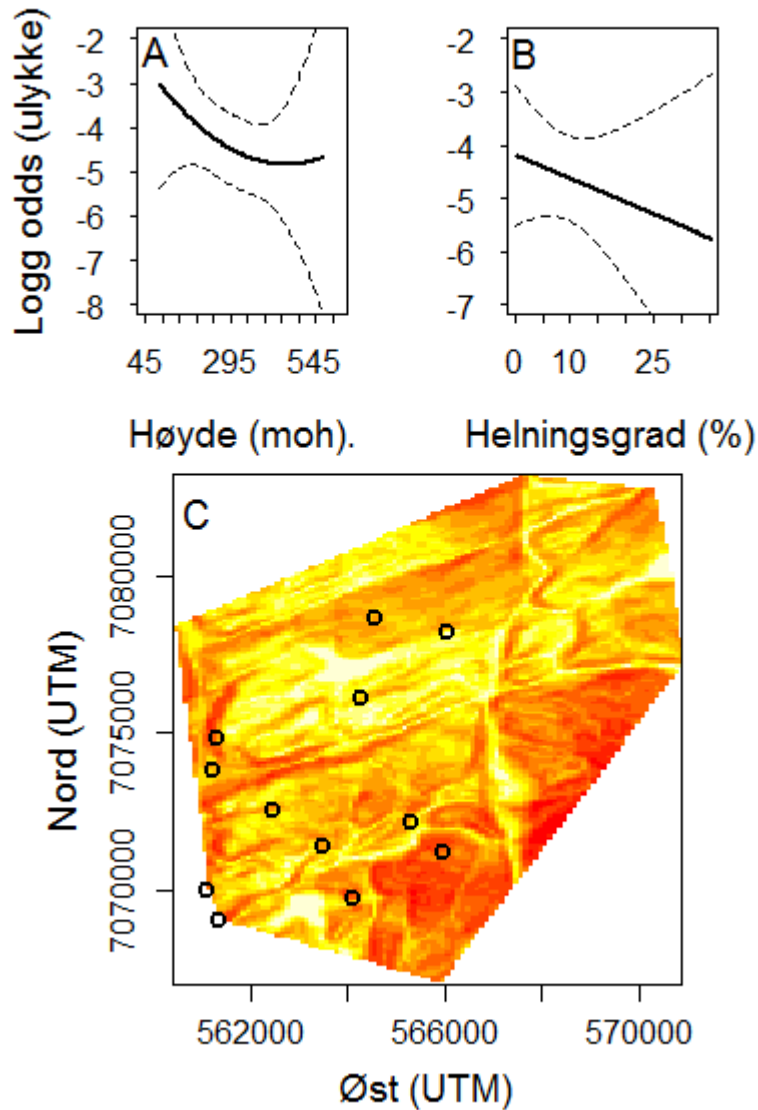 A
B
Logg odds (ulykke)
-2
-3
-4
-5
-6
-7
-8
-2
-3
-4
-5
-6
-7
45 295 545
0 10 25
Høyde (moh).
Helningsgrad (%)
C
Nord (UTM)
7080000
7075000
7070000
562000 566000 570000
Øst (UTM)